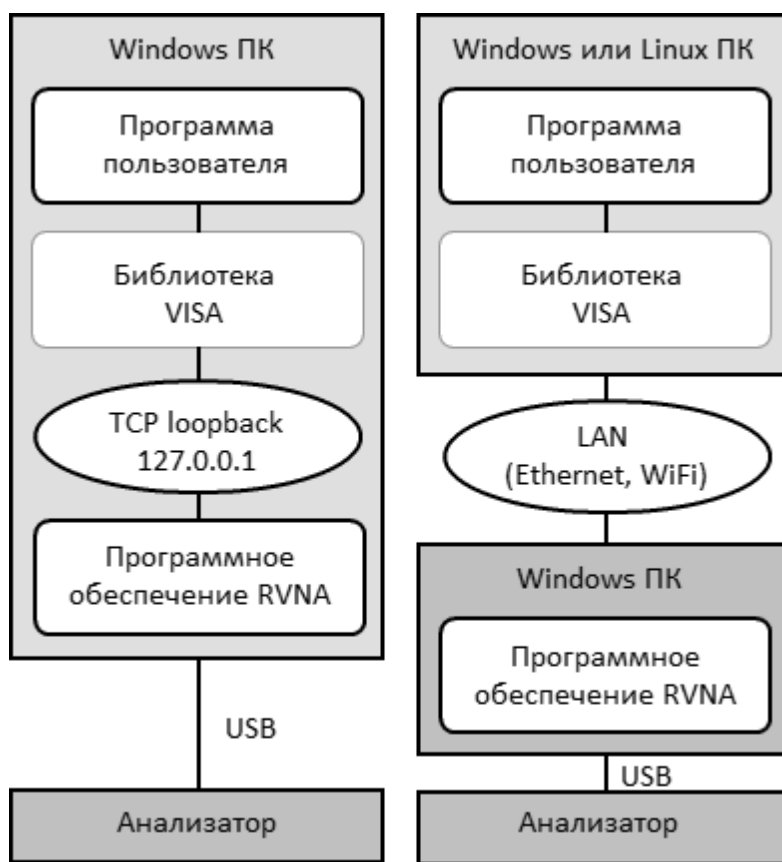 Windows ПК
Программа
пользователя
Библиотека
VISA
TCP loopback
127.0.0.1
Программное
обеспечение RVNA
USB
Анализатор
Windows или Linux ПК
Программа
пользователя
Библиотека
VISA
LAN
(Ethernet, WiFi)
Windows ПК
Программное
обеспечение RVNA
USB
Анализатор